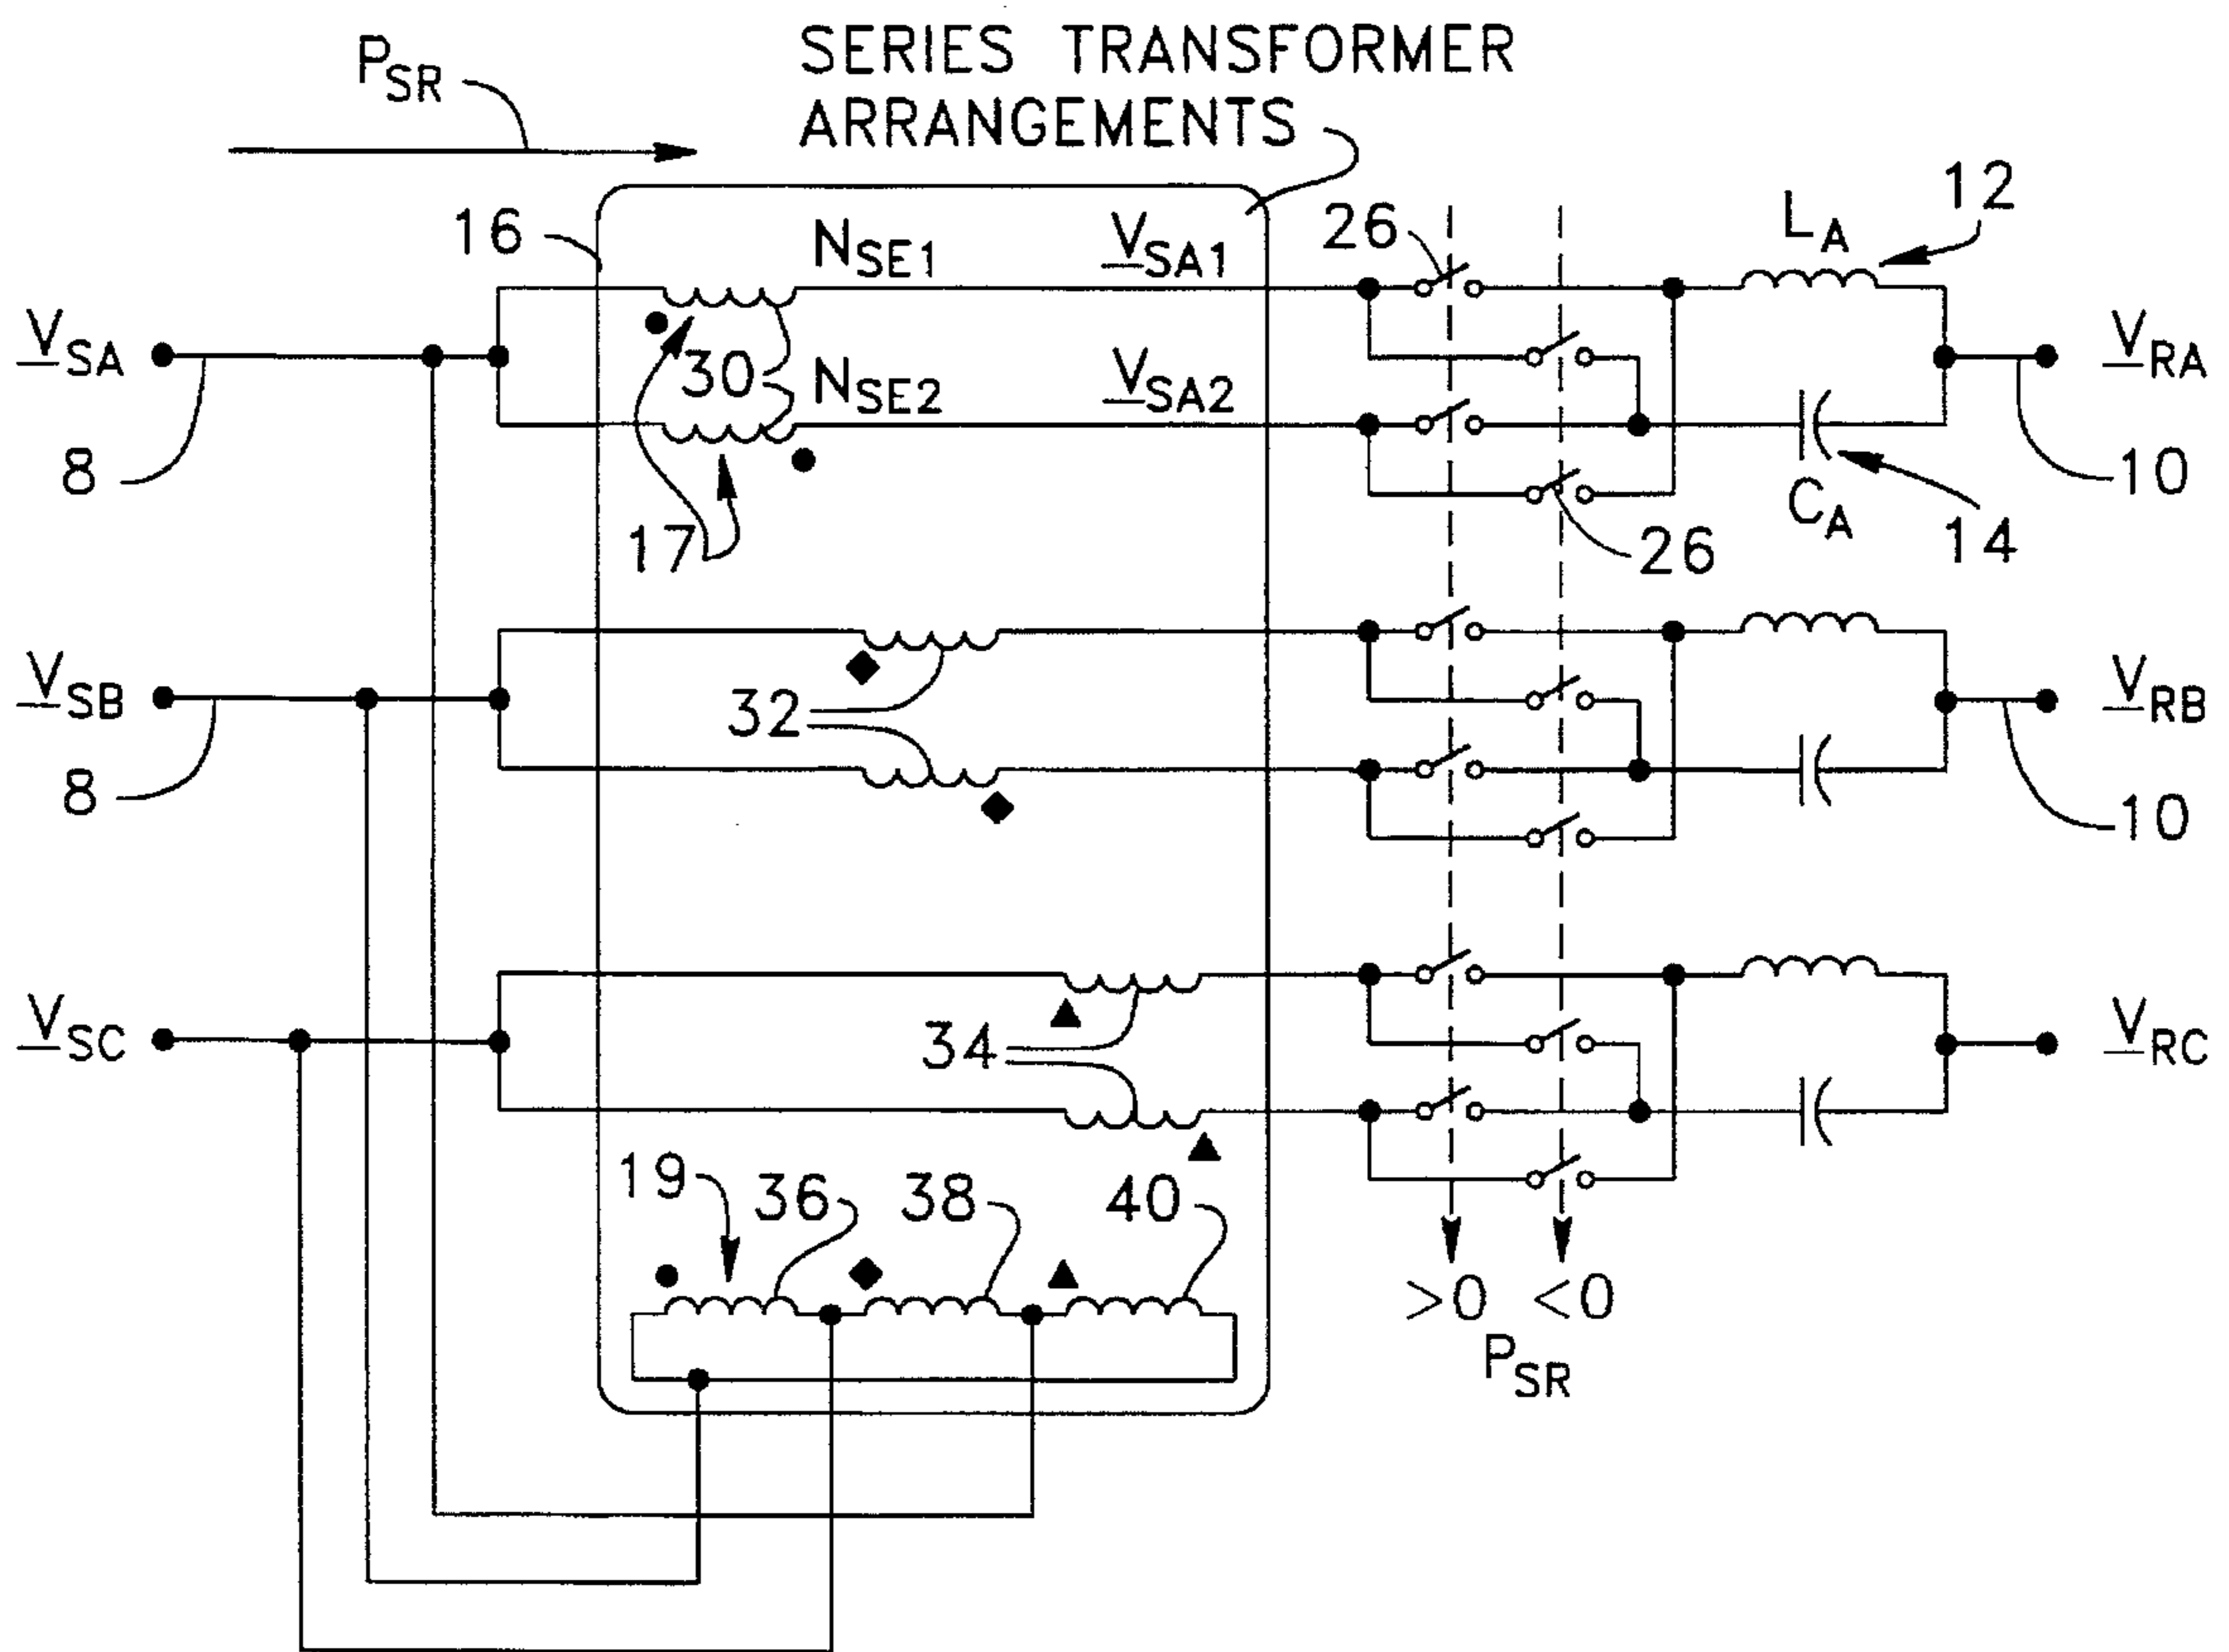 P_SR
SERIES TRANSFORMER
ARRANGEMENTS
16
N_SE1
V_SA1
26
L_A
12
V_SA
30
N_SE2
V_SA2
V_RA
8
17
C_A
26
14
10
V_SB
32
V_RB
8
10
V_SC
34
V_RC
19
36
38
40
>0
<0
P_SR